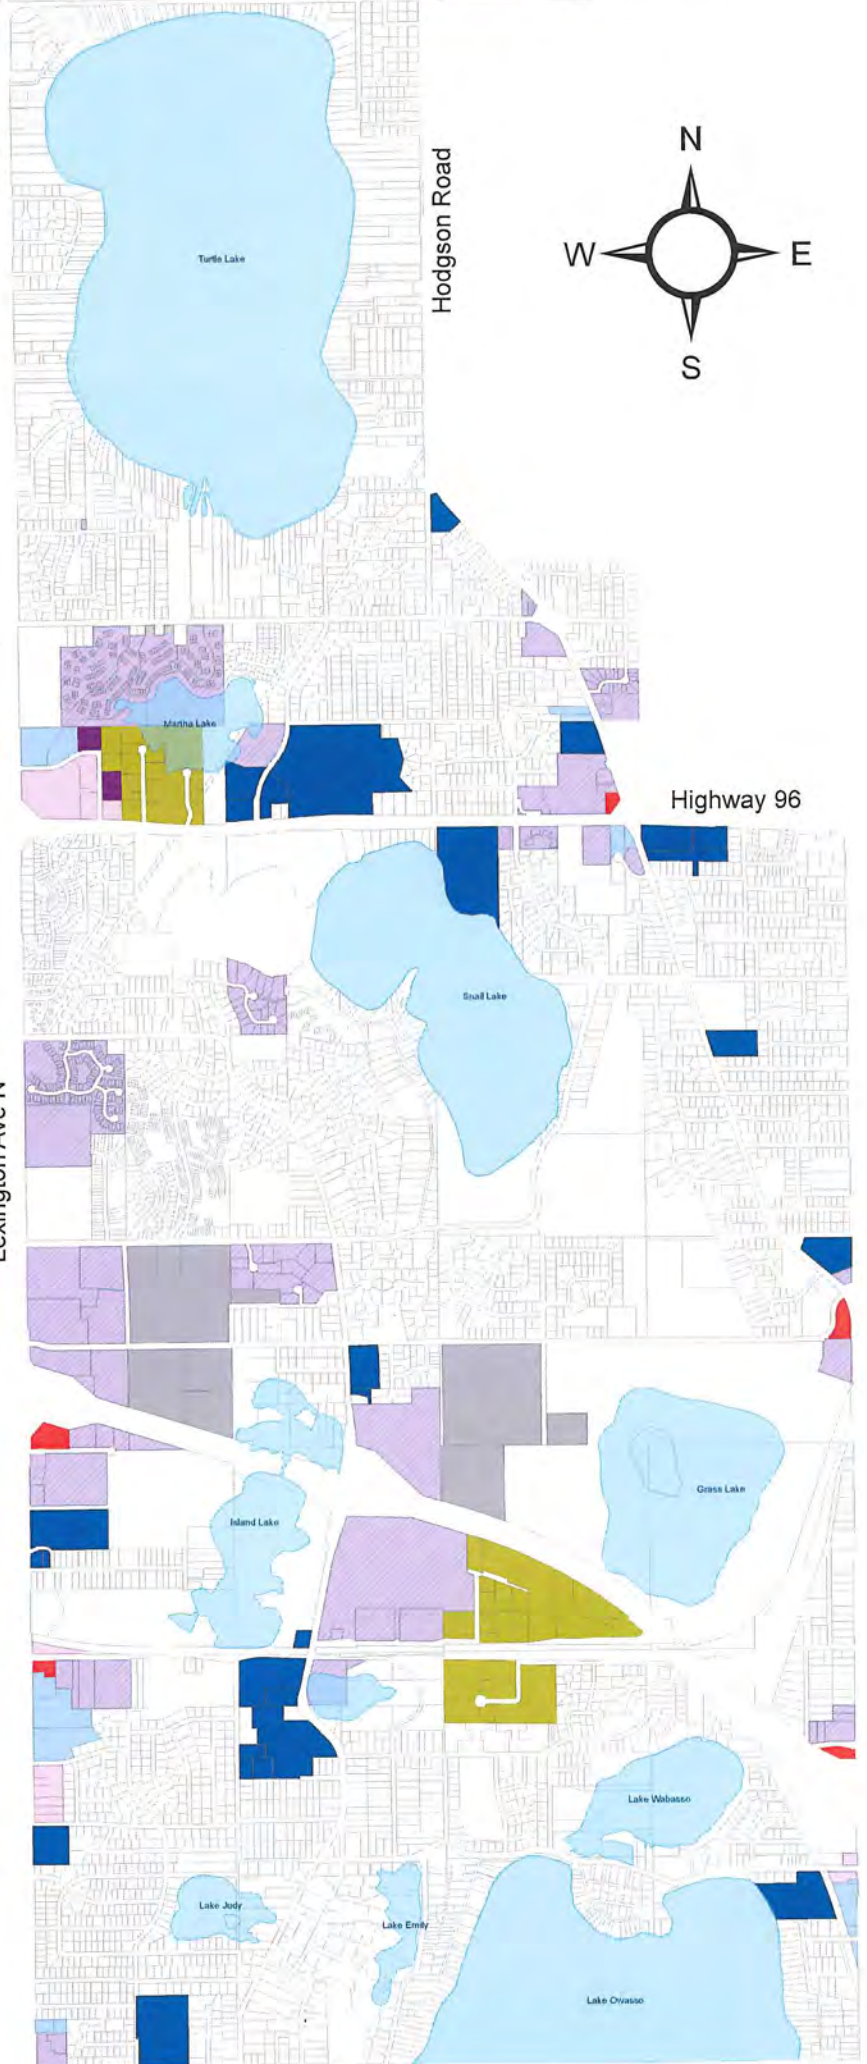 N
Hodgson Road
W
E
Turtle Lake
S
Martha Lake
Highway 96
Snail Lake
Lexington Ave N
Grass Lake
Island Lake
Lake Wabasso
Lake Judy
Lake Emily
Lake Owasso